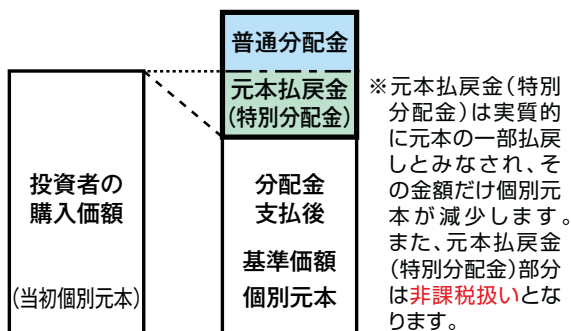 普通分配金
元本払戻金
(特別分配金)
投資者の
購入価額
(当初個別元本)
分配金
支払後
基準価額
個別元本
※元本払戻金(特別
分配金)は実質的
に元本の一部払戻
しとみなされ、そ
の金額だけ個別元
本が減少します。
また、元本払戻金
(特別分配金)部分
は非課税扱いとな
ります。